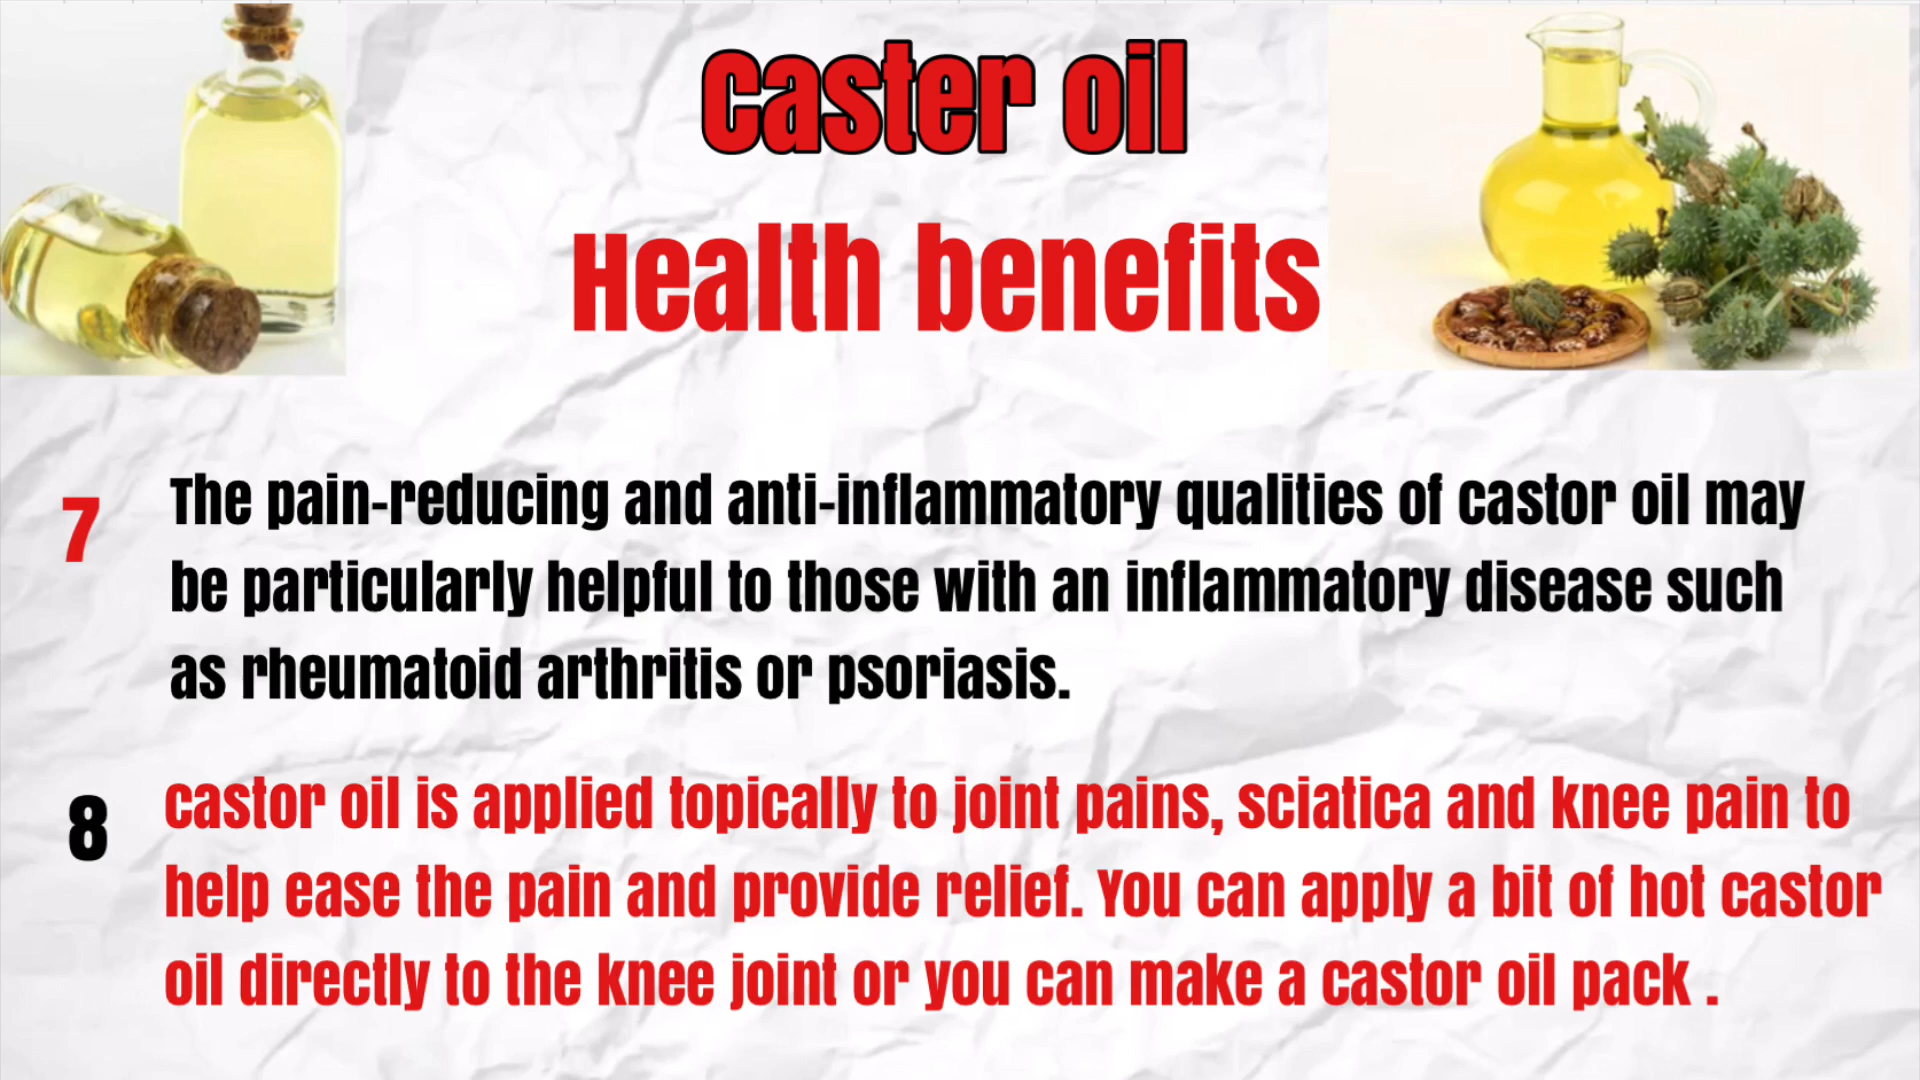 Caster oil
Health benefits
7
The pain-reducing and anti-inflammatory qualities of castor oil may
be particularly helpful to those with an inflammatory disease such
as rheumatoid arthritis or psoriasis.
8
castor oil is applied topically to joint pains, sciatica and knee pain to
help ease the pain and provide relief. You can apply a bit of hot castor
oil directly to the knee joint or you can make a castor oil pack .